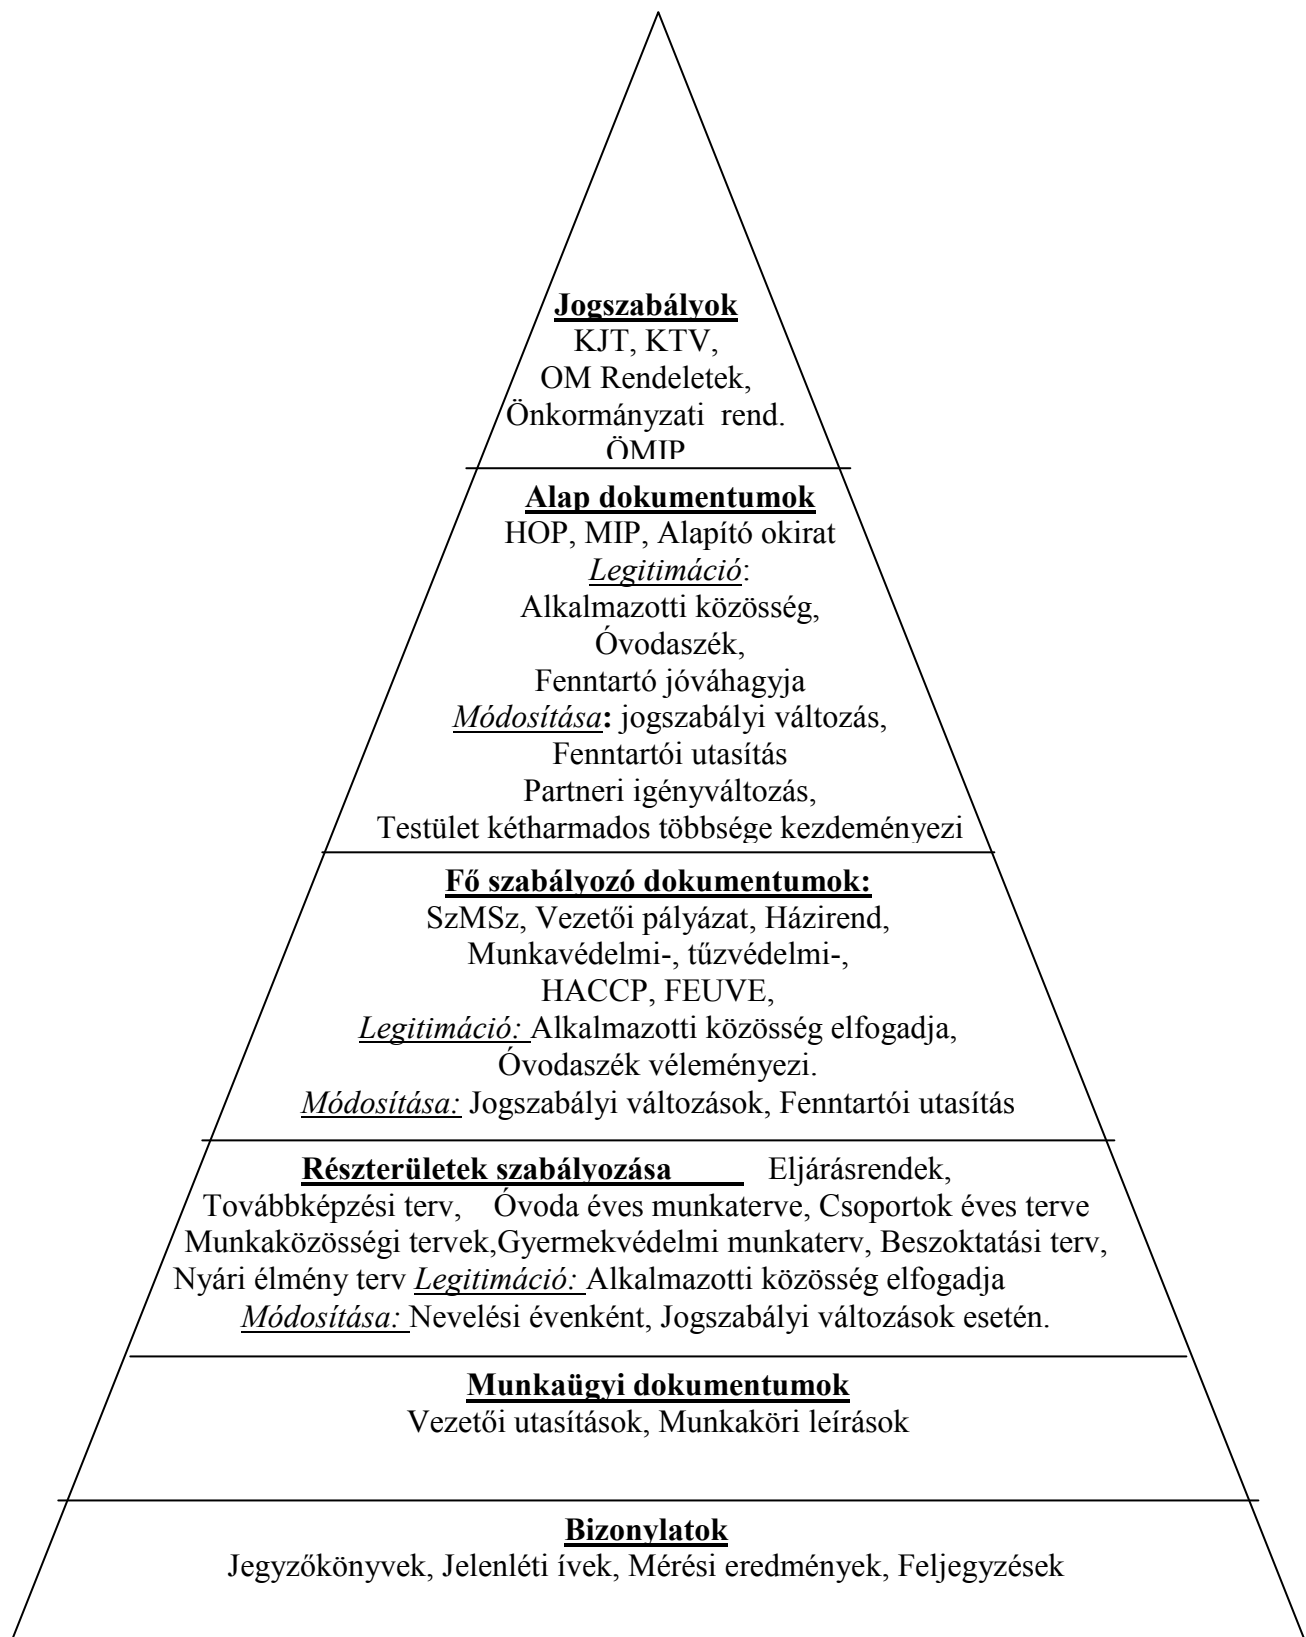 Jogszabályok
KJT, KTV,
OM Rendeletek,
Önkormányzati rend.
ÖMIP
Alap dokumentumok
HOP, MIP, Alapító okirat
Legitimáció:
Alkalmazotti közösség,
Óvodaszék,
Fenntartó jóváhagyja
Módosítása: jogszabályi változás,
Fenntartói utasítás
Partneri igényváltozás,
Testület kétharmados többsége kezdeményezi
Fő szabályozó dokumentumok:
SzMSz, Vezetői pályázat, Házirend,
Munkavédelmi-, tűzvédelmi-,
HACCP, FEUVE,
Legitimáció: Alkalmazotti közösség elfogadja,
Óvodaszék véleményezi.
Módosítása: Jogszabályi változások, Fenntartói utasítás
Részterületek szabályozása Eljárásrendek,
Továbbképzési terv, Óvoda éves munkaterve, Csoportok éves terve
Munkaközösségi tervek,Gyermekvédelmi munkaterv, Beszoktatási terv,
Nyári élmény terv Legitimáció: Alkalmazotti közösség elfogadja
Módosítása: Nevelési évenként, Jogszabályi változások esetén.
Munkaügyi dokumentumok
Vezetői utasítások, Munkaköri leírások
Bizonylatok
Jegyzőkönyvek, Jelenléti ívek, Mérési eredmények, Feljegyzések